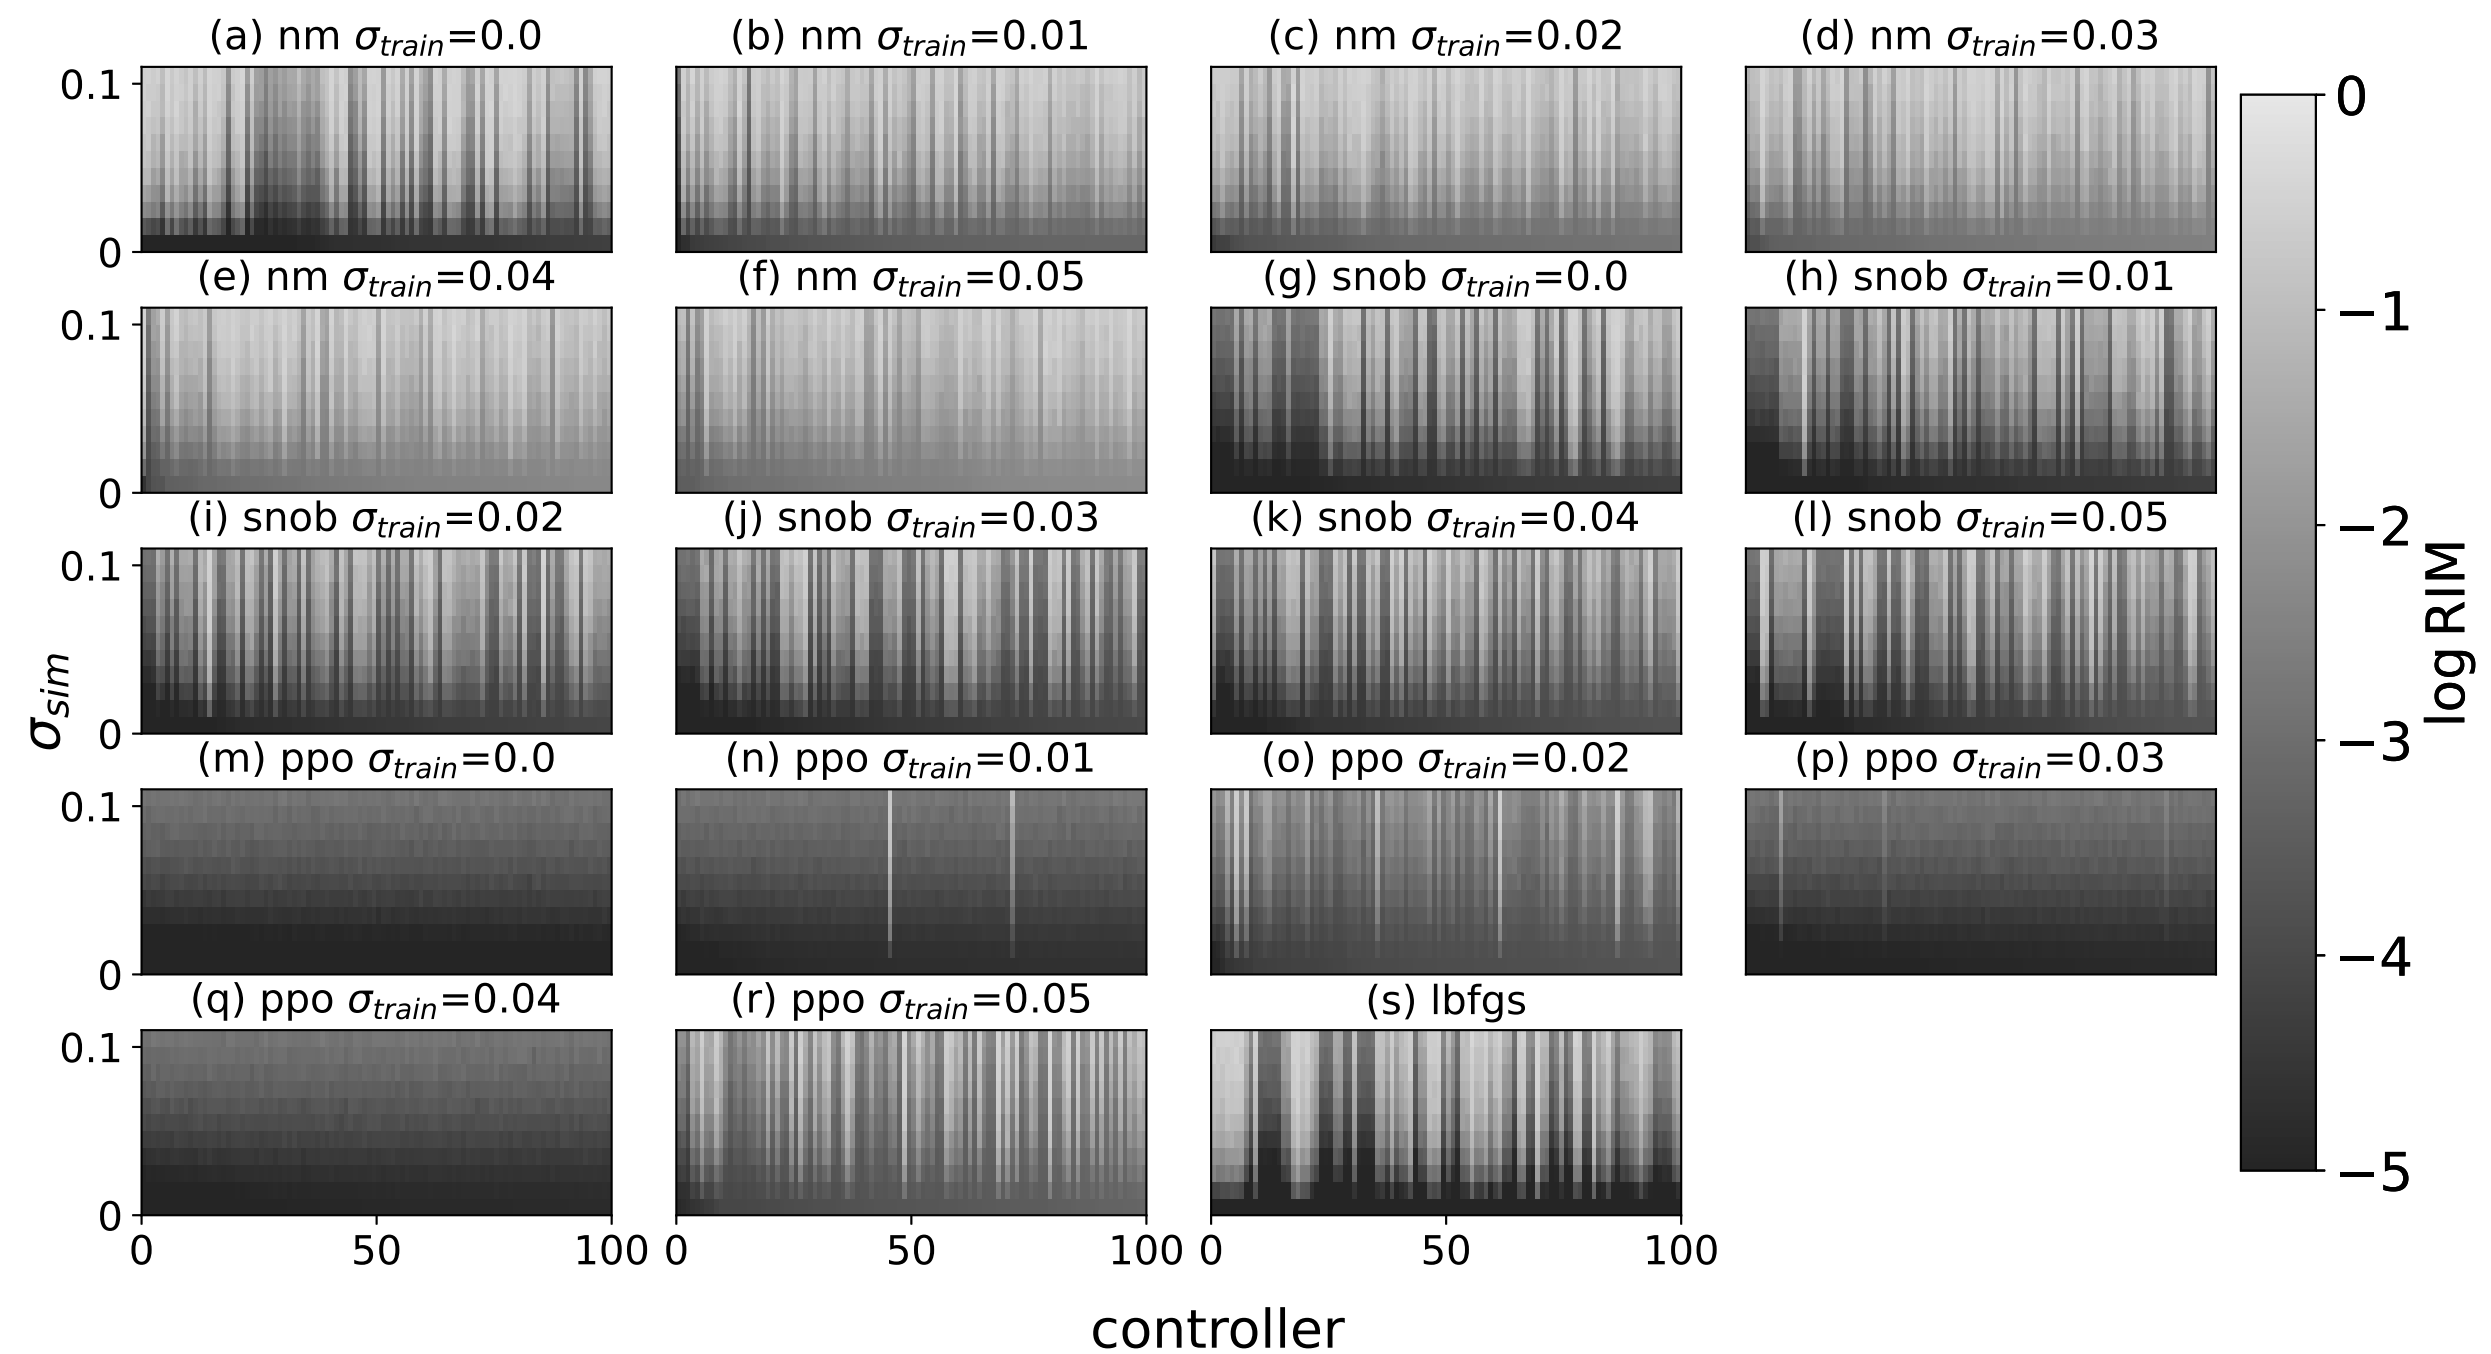 (a) nm σtrain=0.0
(b) nm σtrain=0.01
(c) nm σtrain=0.02
(d) nm σtrain=0.03
0.1
0
(e) nm σtrain=0.04
(f) nm σtrain=0.05
(g) snob σtrain=0.0
(h) snob σtrain=0.01
0.1
0
(i) snob σtrain=0.02
(j) snob σtrain=0.03
(k) snob σtrain=0.04
(l) snob σtrain=0.05
0.1
0
(m) ppo σtrain=0.0
(n) ppo σtrain=0.01
(o) ppo σtrain=0.02
(p) ppo σtrain=0.03
0.1
0
(q) ppo σtrain=0.04
(r) ppo σtrain=0.05
(s) lbfgs
0.1
0
0 50 100
0 50 100
0 50 100
σsim
controller
0
−1
−2
−3
−4
−5
log RIM